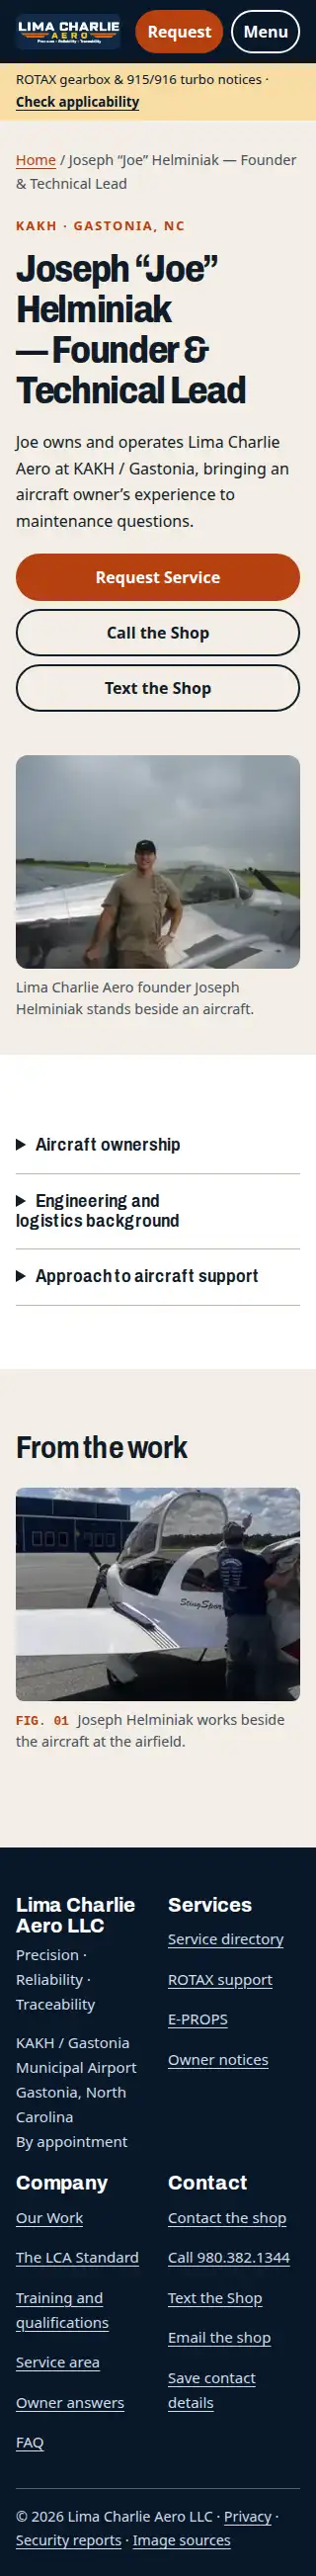 LIMA CHARLIE
AERO
Precision · Reliability · Traceability
Request
Menu
ROTAX gearbox & 915/916 turbo notices ·
Check applicability
Home / Joseph “Joe” Helminiak — Founder
& Technical Lead
KAKH · GASTONIA, NC
Joseph “Joe”
Helminiak
— Founder &
Technical Lead
Joe owns and operates Lima Charlie
Aero at KAKH / Gastonia, bringing an
aircraft owner’s experience to
maintenance questions.
Request Service
Call the Shop
Text the Shop
Lima Charlie Aero founder Joseph
Helminiak stands beside an aircraft.
Aircraft ownership
Engineering and
logistics background
Approach to aircraft support
From the work
FIG. 01 Joseph Helminiak works beside
the aircraft at the airfield.
Lima Charlie
Aero LLC
Precision ·
Reliability ·
Traceability
KAKH / Gastonia
Municipal Airport
Gastonia, North
Carolina
By appointment
Services
Service directory
ROTAX support
E-PROPS
Owner notices
Company
Our Work
The LCA Standard
Training and
qualifications
Service area
Owner answers
FAQ
Contact
Contact the shop
Call 980.382.1344
Text the Shop
Email the shop
Save contact
details
© 2026 Lima Charlie Aero LLC · Privacy ·
Security reports · Image sources